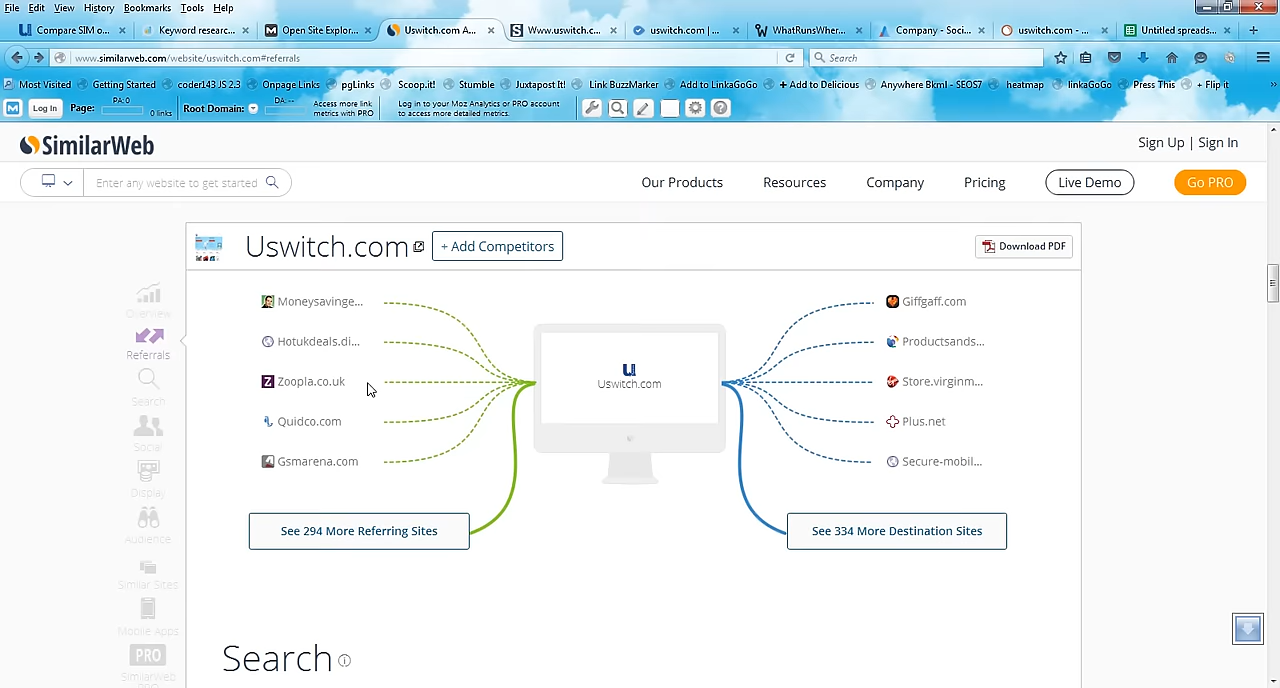 File Edit View History Bookmarks Tools Help
Compare SIM o... Keyword researc... Open Site Explor... Uswitch.com A... Www.uswitch.c... uswitch.com | ... WhatRunsWher... Company - Soci... uswitch.com - ... Untitled spreads...
www.similarweb.com/website/uswitch.com#referrals Search
Most Visited Getting Started coder143 JS 2.3 Onpage Links pglinks Scoop.it! Symbaloo Juxtapost It! Link BuzzMarker Add to LinkaGoGo + Add to Delicious Anywhere Bkml - SEOS7 heatmap linkaGoGo Press This + Flip it
Log In Page: DA: 0 0 links Root Domain: DA: -- Access more link metrics with PRO Log in to your Moz Analytics or PRO account to access more detailed metrics.
SimilarWeb Sign Up | Sign In
Enter any website to get started Our Products Resources Company Pricing Live Demo Go PRO
Uswitch.com + Add Competitors Download PDF
Overview
Referrals
Search
Social
Display
Audience
Similar Sites
Mobile Apps
PRO
SimilarWeb
PRO
Moneysavinge... Giffgaff.com
Hotukdeals.di... Productsands...
Zoopla.co.uk Uswitch.com Store.virginm...
Quidco.com Plus.net
Gsmarena.com Secure-mobil...
See 294 More Referring Sites See 334 More Destination Sites
Search